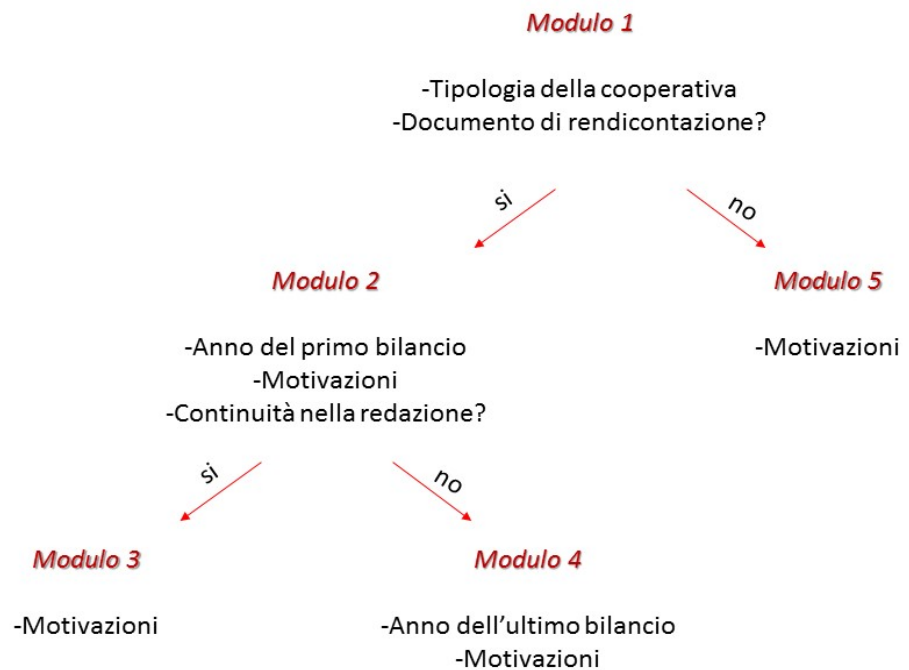 Modulo 1
-Tipologia della cooperativa
-Documento di rendicontazione?
si
no
Modulo 2
Modulo 5
-Anno del primo bilancio
-Motivazioni
-Continuità nella redazione?
-Motivazioni
si
no
Modulo 3
Modulo 4
-Motivazioni
-Anno dell’ultimo bilancio
-Motivazioni